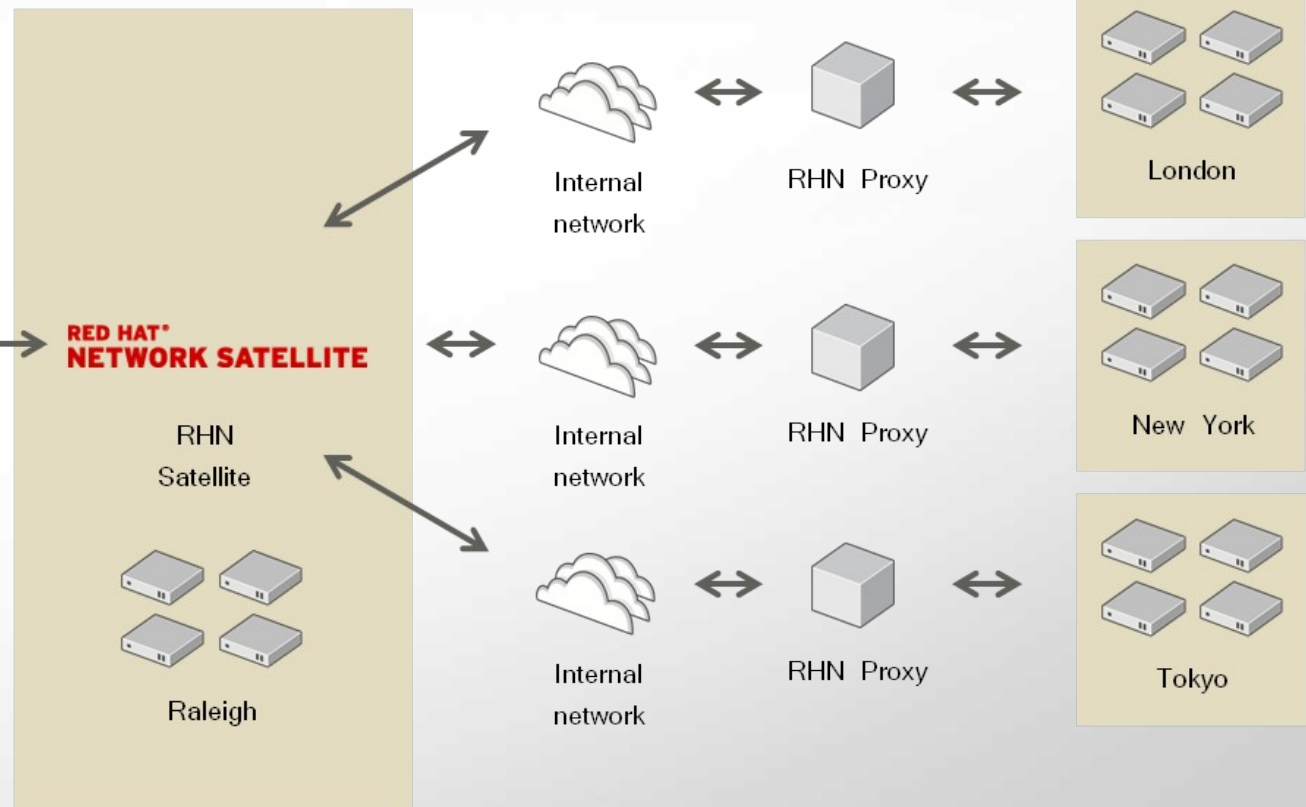 Internal
network
RHN Proxy
London
RED HAT®
NETWORK SATELLITE
RHN
Satellite
Internal
network
RHN Proxy
New York
Raleigh
Internal
network
RHN Proxy
Tokyo